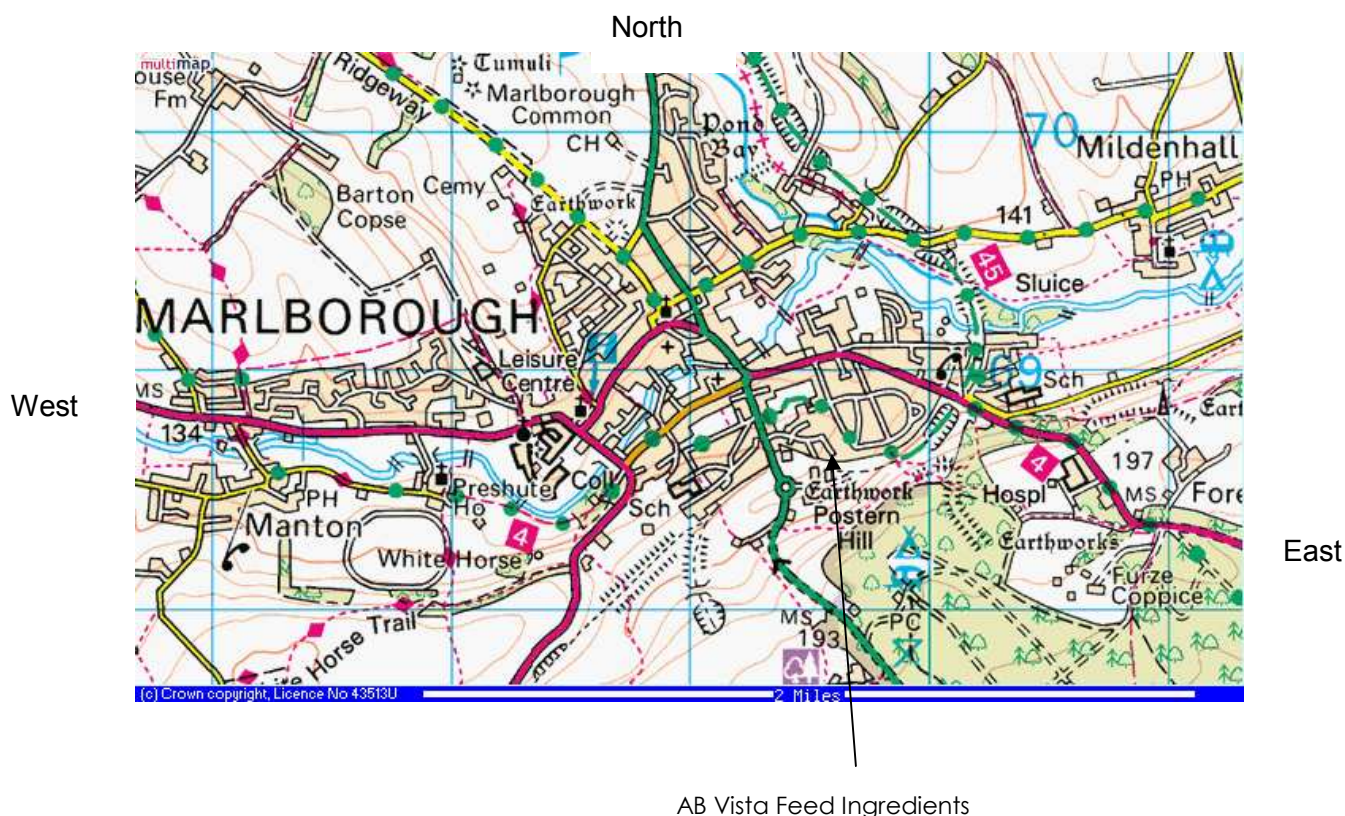 North
multimap
Tumuli
ouse
Fm
Ridgeway
Marlborough
Common
CH
Pond
Bay
70
Mildenhall
PH
Barton
Copse
Cemy
Earthwork
141
45
Sluice
MARLBOROUGH
Leisure
Centre
69
Sch
MS
West
134
Eart
197
4
PH
Preshute
Ho
Coll
Sch
Earthwork
Postern
Hill
Hospl
MS
Fore
Manton
4
White Horse
Earthworks
East
Furze
Coppice
MS
193
PC
ite Horse Trail
(c) Crown copyright, Licence No 43513U
2 Miles
AB Vista Feed Ingredients